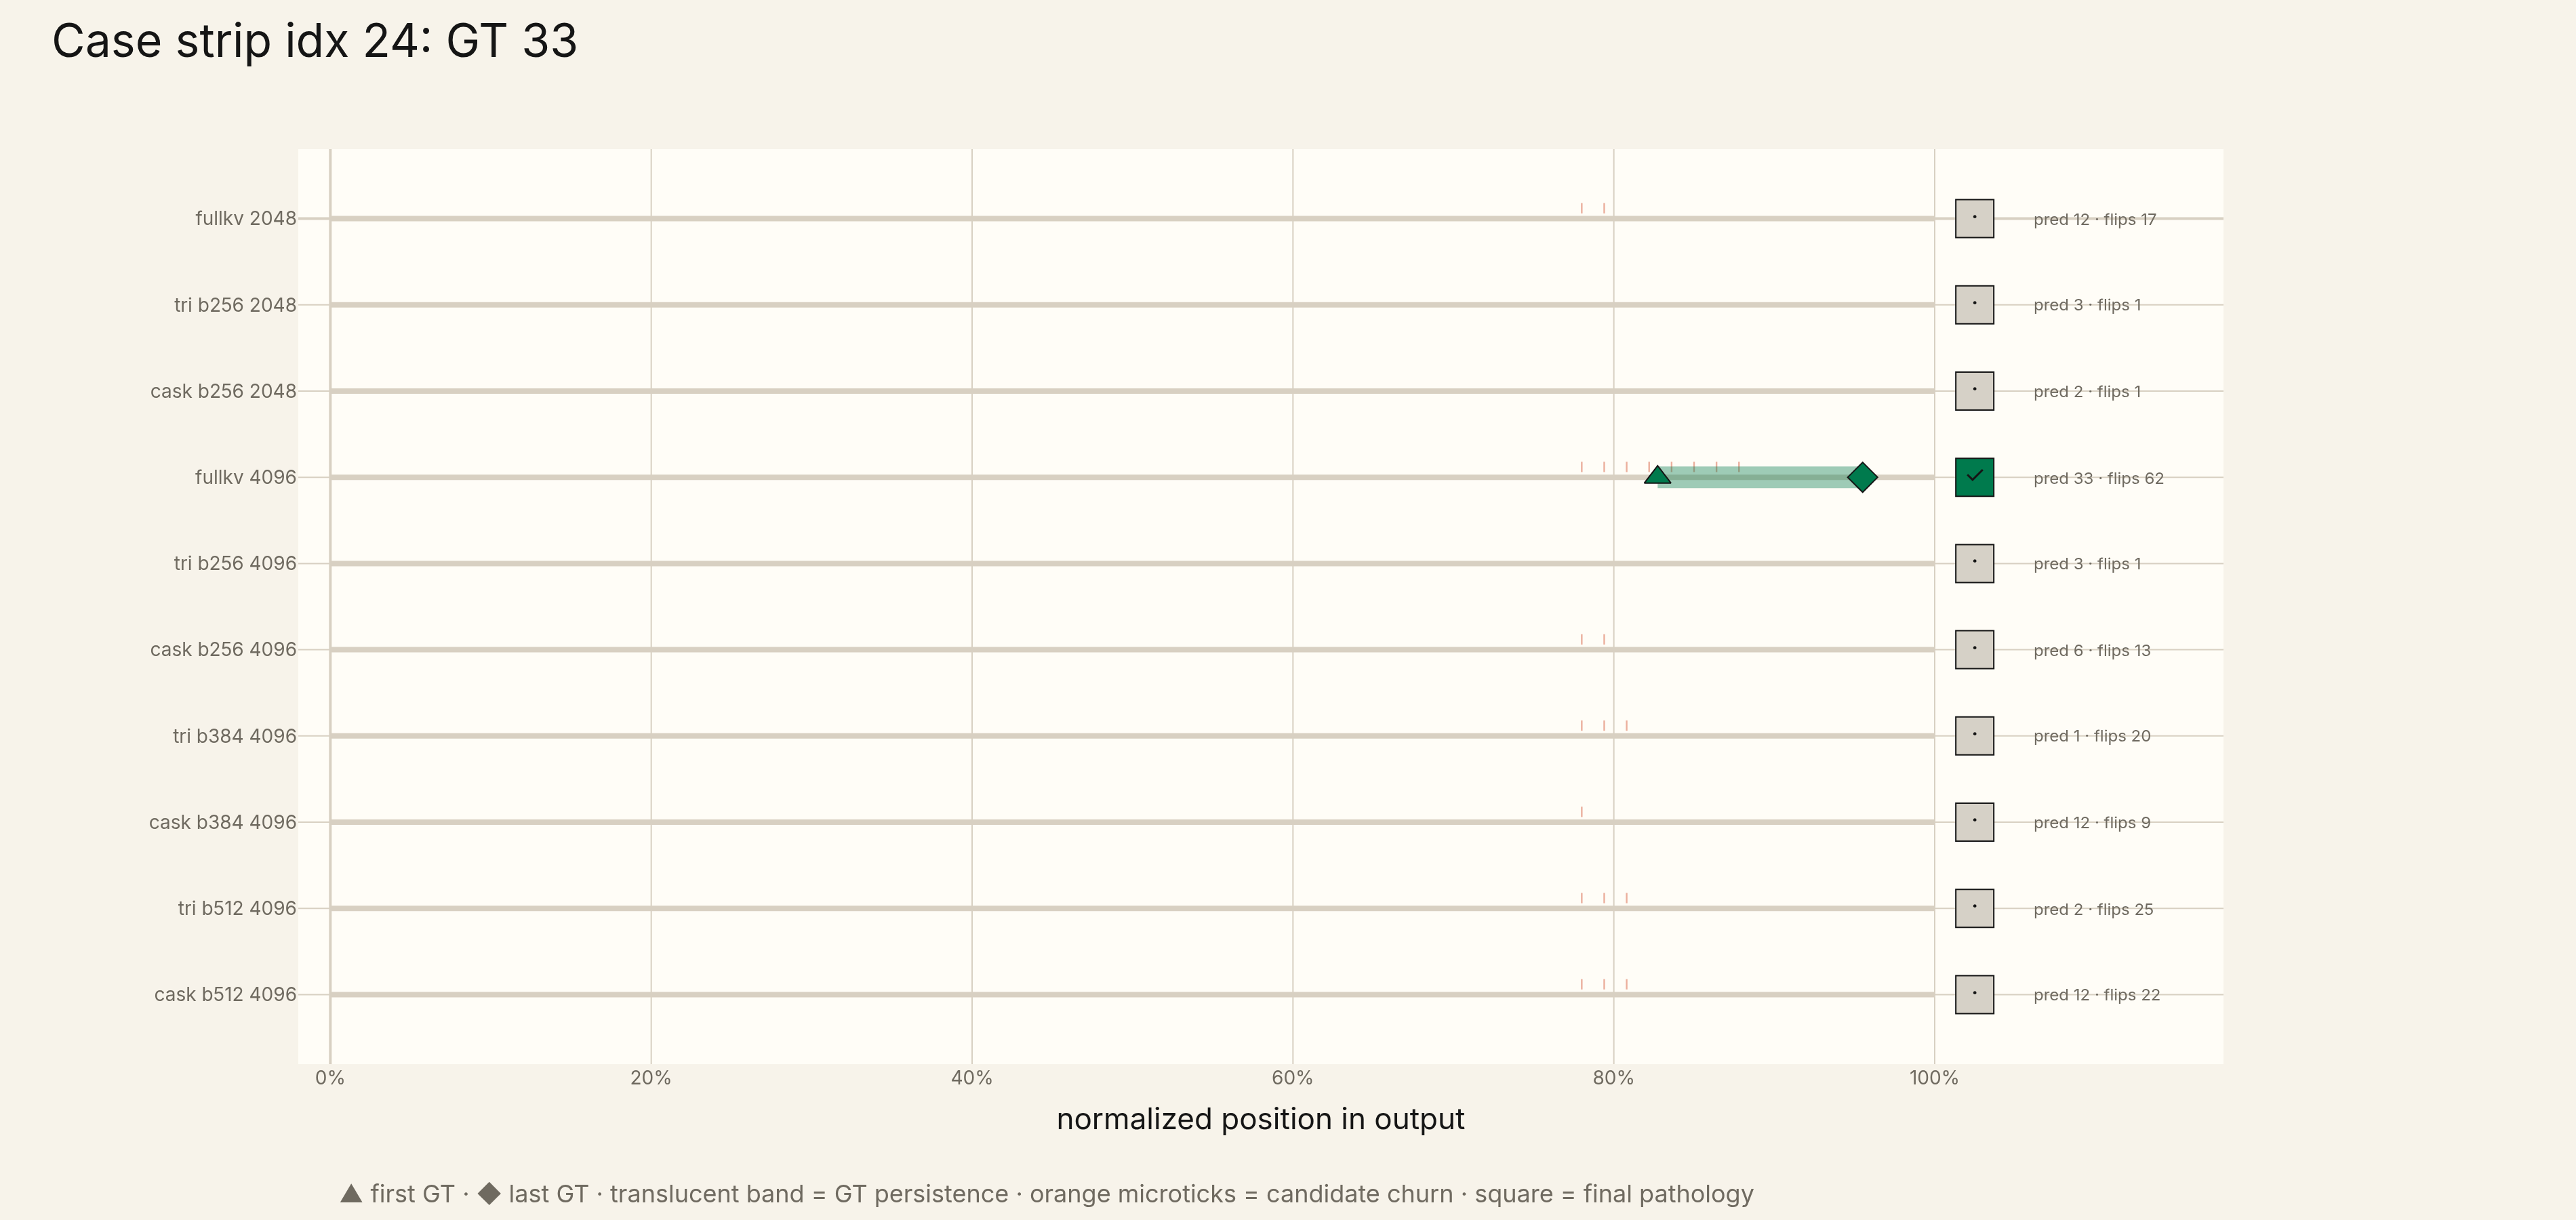 Case strip idx 24: GT 33
fullkv 2048 pred 12 · flips 17
tri b256 2048 pred 3 · flips 1
cask b256 2048 pred 2 · flips 1
fullkv 4096 pred 33 · flips 62
tri b256 4096 pred 3 · flips 1
cask b256 4096 pred 6 · flips 13
tri b384 4096 pred 1 · flips 20
cask b384 4096 pred 12 · flips 9
tri b512 4096 pred 2 · flips 25
cask b512 4096 pred 12 · flips 22
0% 20% 40% 60% 80% 100%
normalized position in output
▲ first GT · ◆ last GT · translucent band = GT persistence · orange microticks = candidate churn · square = final pathology